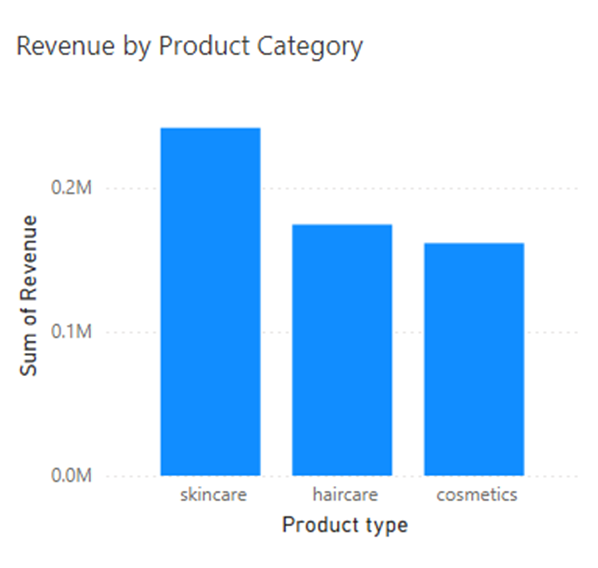 Revenue by Product Category
Sum of Revenue
0.2M
0.1M
0.0M
skincare haircare cosmetics
Product type